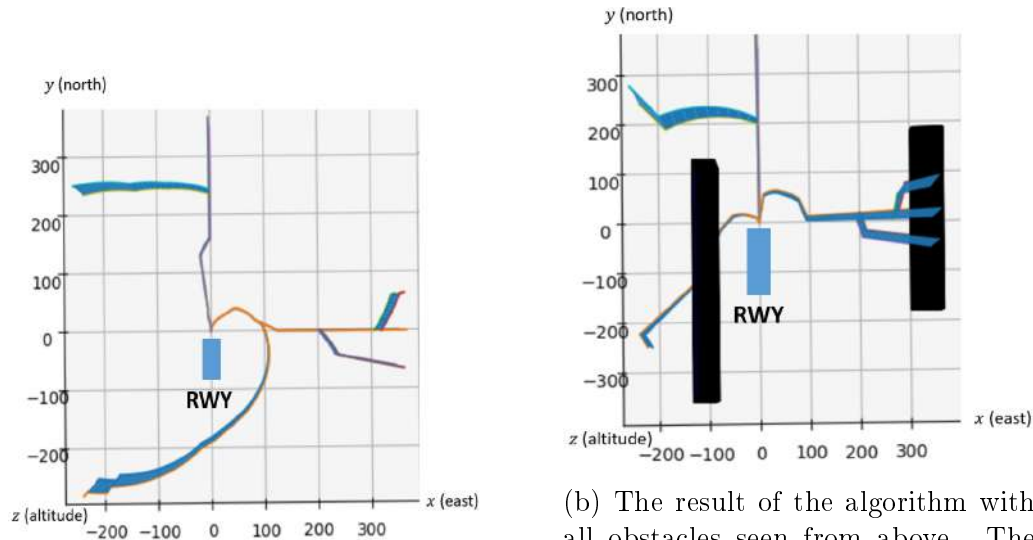 y (north)
300
200
100
0
−100
−200
RWY
x (east)
z (altitude)
−200 −100 0 100 200 300
y (north)
300
200
100
0
−100
−200
−300
RWY
x (east)
z (altitude)
−200 −100 0 100 200 300
(b) The result of the algorithm with
all obstacles seen from above. The